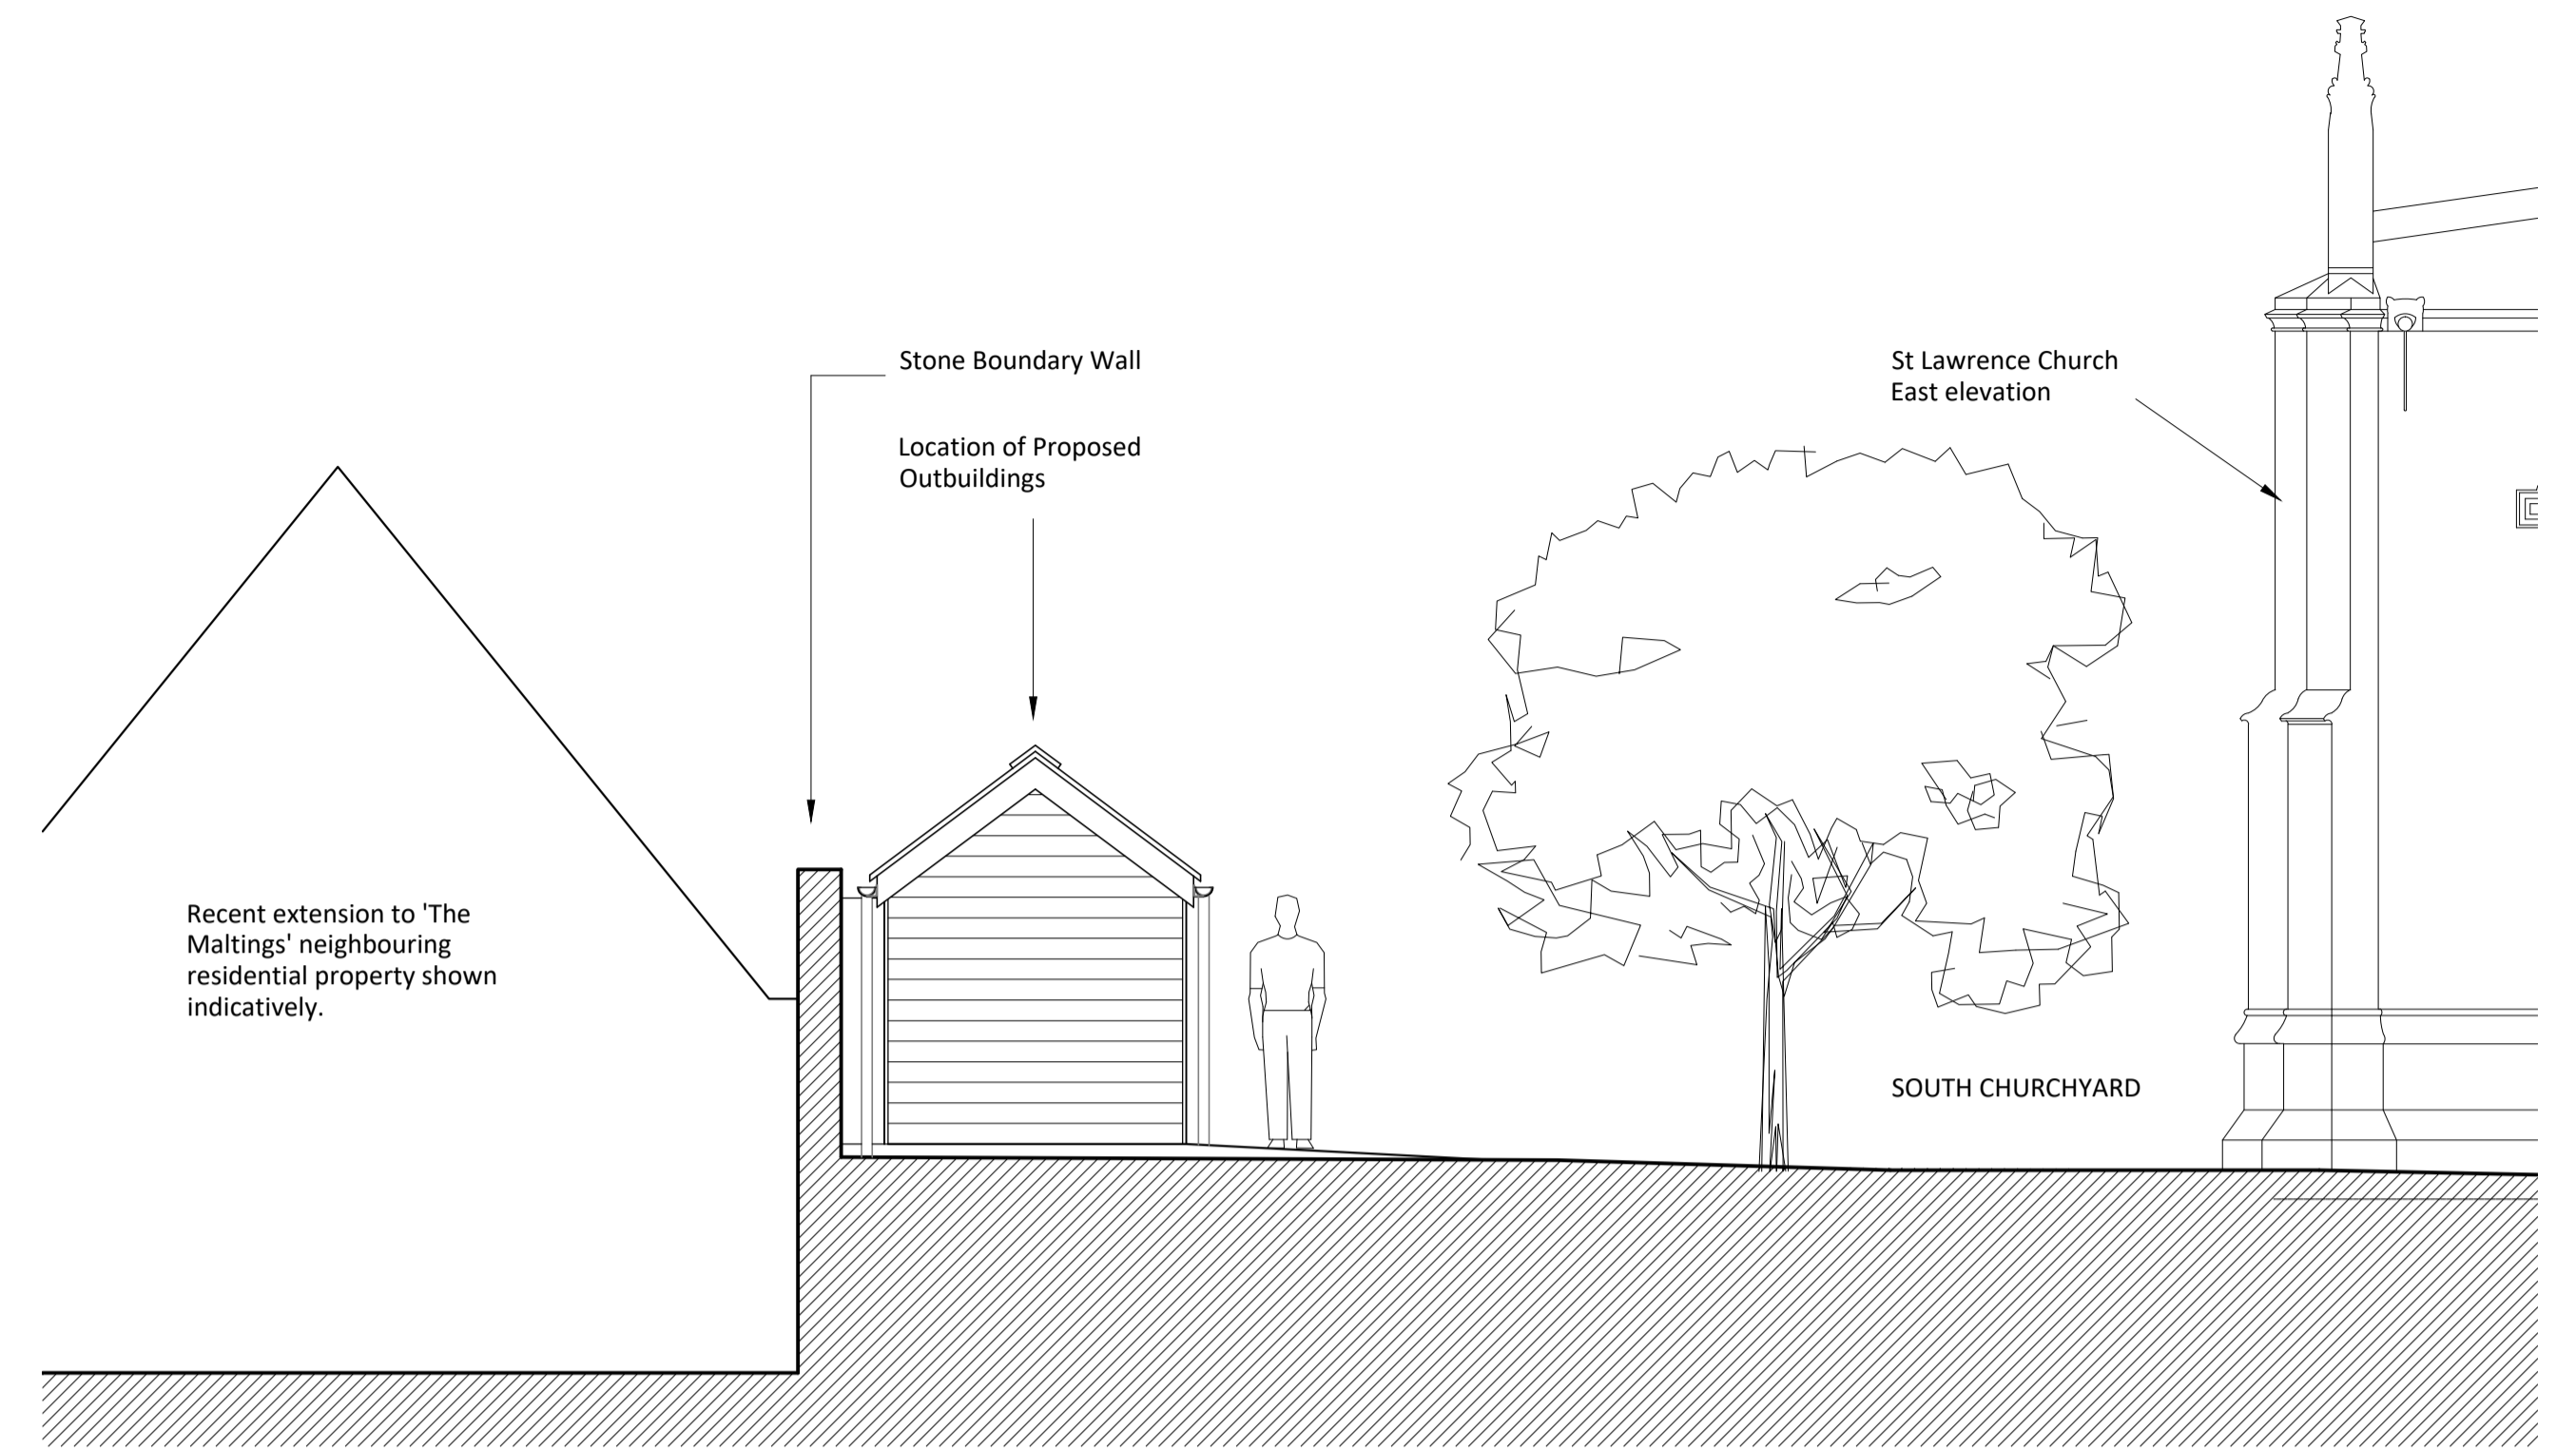 Stone Boundary Wall
Location of Proposed
Outbuildings
St Lawrence Church
East elevation
Recent extension to 'The
Maltings' neighbouring
residential property shown
indicatively.
SOUTH CHURCHYARD